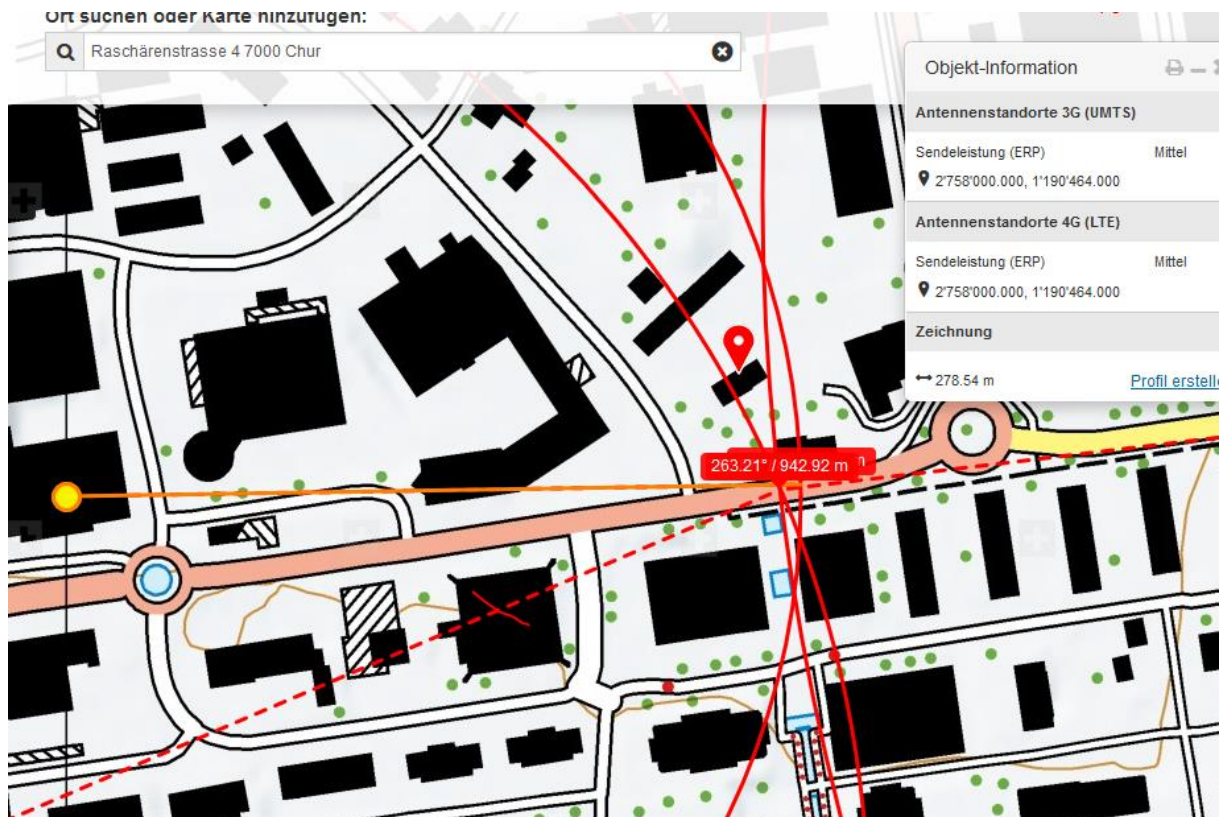 Ort suchen oder Karte hinzufügen:
Raschärenstrasse 4 7000 Chur
Objekt-Information
Antennenstandorte 3G (UMTS)
Sendeleistung (ERP) Mittel
2'758'000.000, 1'190'464.000
Antennenstandorte 4G (LTE)
Sendeleistung (ERP) Mittel
2'758'000.000, 1'190'464.000
Zeichnung
278.54 m Profil erstelle
263.21° / 942.92 m